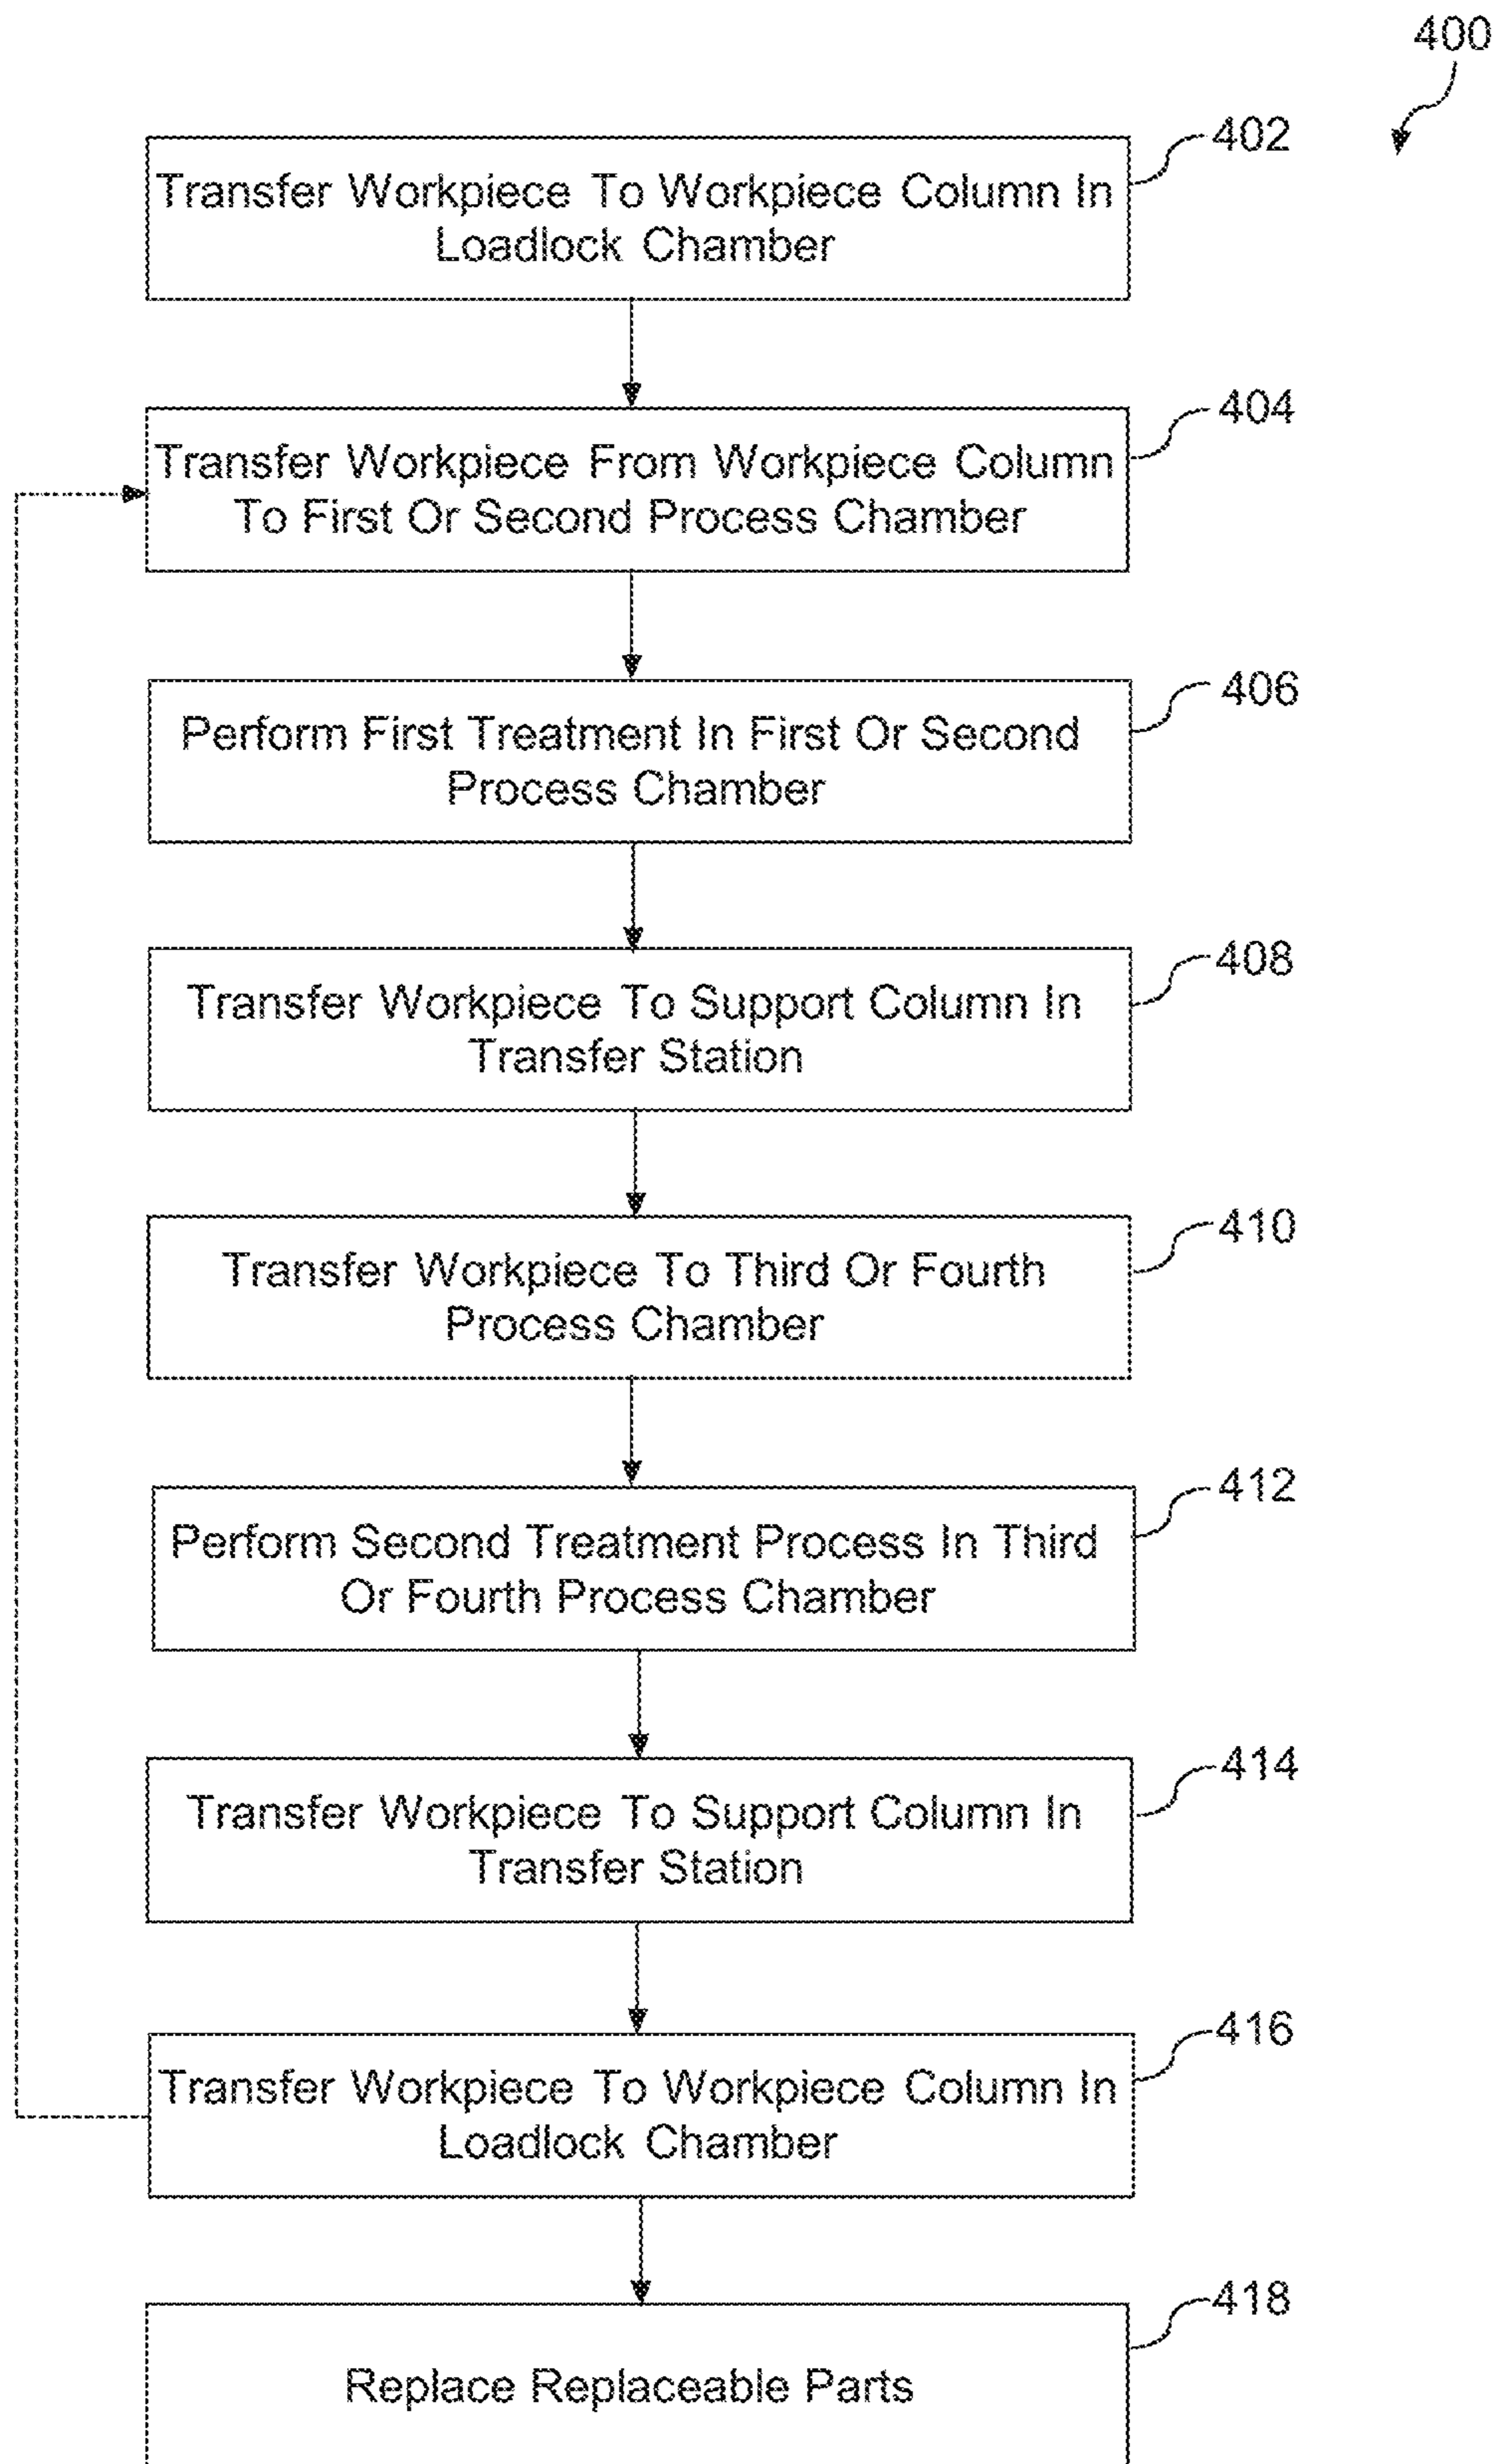 400
402
Transfer Workpiece To Workpiece Column In
Loadlock Chamber
404
Transfer Workpiece From Workpiece Column
To First Or Second Process Chamber
406
Perform First Treatment In First Or Second
Process Chamber
408
Transfer Workpiece To Support Column In
Transfer Station
410
Transfer Workpiece To Third Or Fourth
Process Chamber
412
Perform Second Treatment Process In Third
Or Fourth Process Chamber
414
Transfer Workpiece To Support Column In
Transfer Station
416
Transfer Workpiece To Workpiece Column In
Loadlock Chamber
418
Replace Replaceable Parts